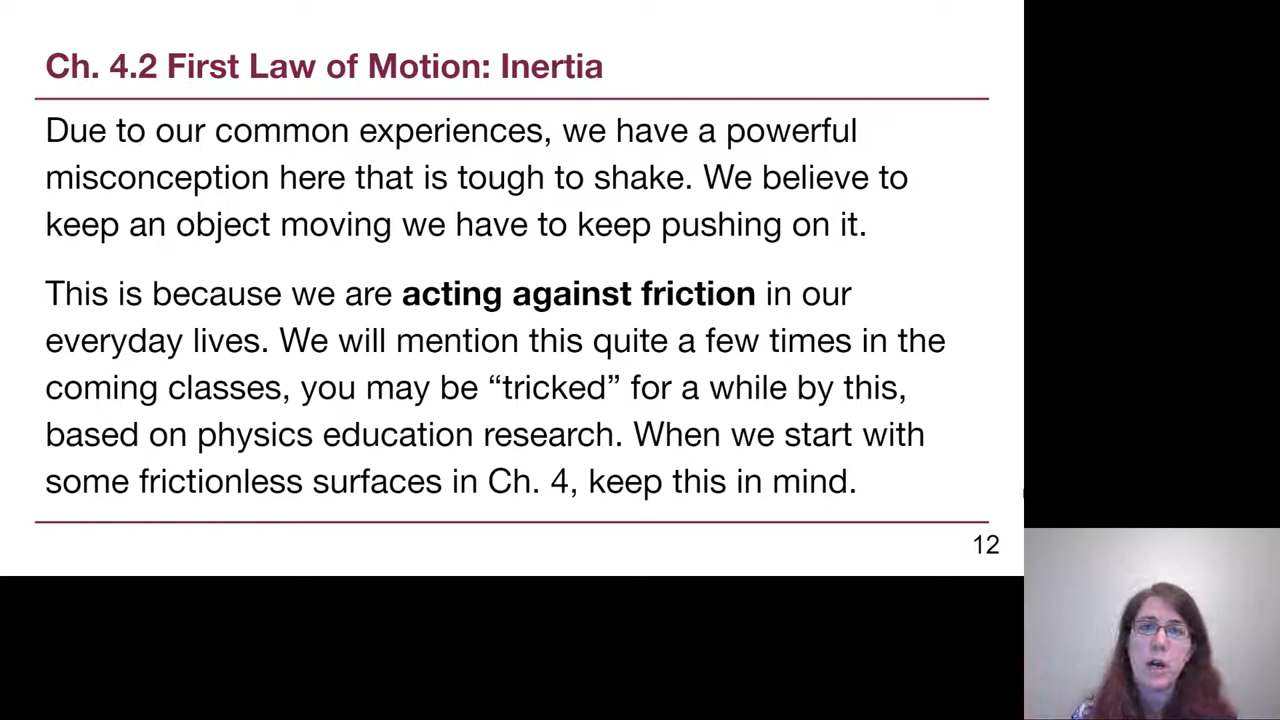 Ch. 4.2 First Law of Motion: Inertia
Due to our common experiences, we have a powerful
misconception here that is tough to shake. We believe to
keep an object moving we have to keep pushing on it.
This is because we are acting against friction in our
everyday lives. We will mention this quite a few times in the
coming classes, you may be “tricked” for a while by this,
based on physics education research. When we start with
some frictionless surfaces in Ch. 4, keep this in mind.
12